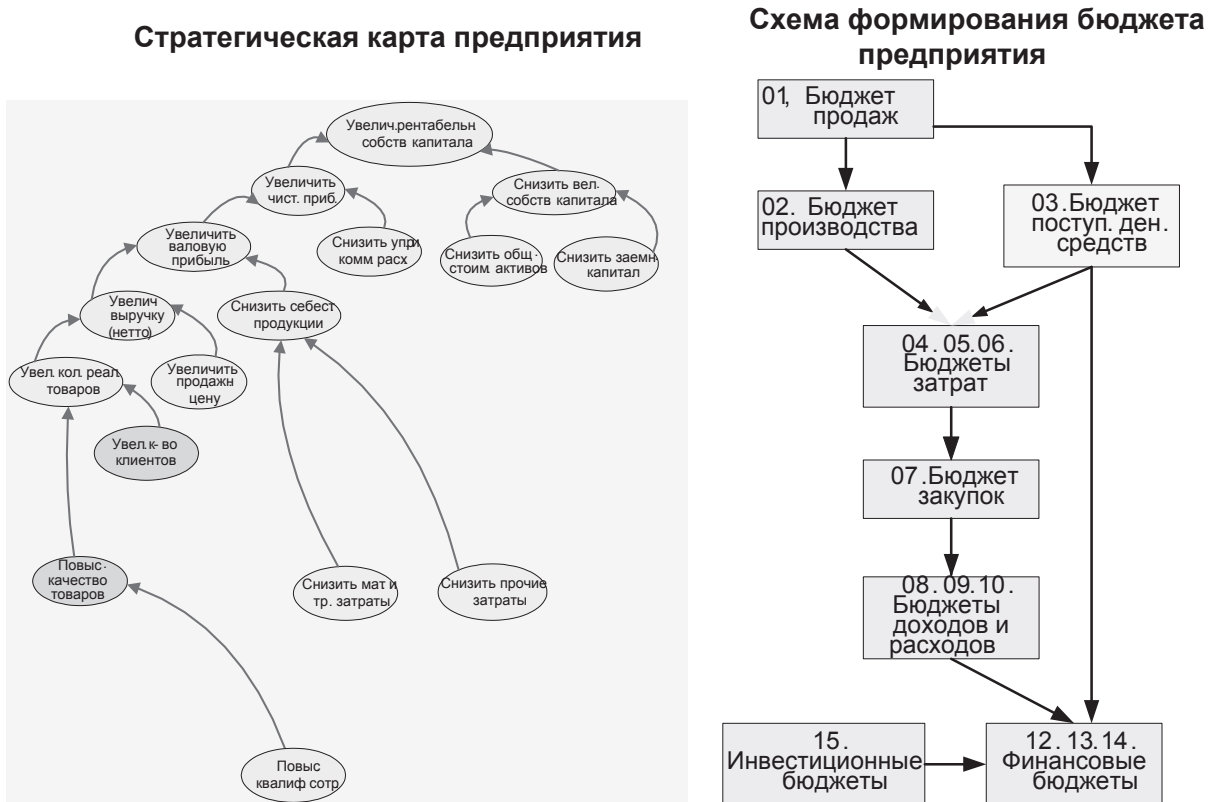 Стратегическая карта предприятия
Увелич.рентабельн
собств капитала
Увеличить
чист. приб.
Снизить вел.
собств капитала
Увеличить
валовую
прибыль
Снизить упр и
комм. расх
Снизить общ.
стоим. активов
Снизить заемн.
капитал
Увелич
выручку
(нетто)
Снизить себест
продукции
Увел. кол. реал.
товаров
Увеличить
продажн
цену
Увел.к- во
клиентов
Повыс.
качество
товаров
Снизить мат и
тр. затраты
Снизить прочие
затраты
Повыс
квалиф сотр.
Схема формирования бюджета
предприятия
01, Бюджет
продаж
02. Бюджет
производства
03.Бюджет
поступ. ден.
средств
04. 05.06.
Бюджеты
затрат
07.Бюджет
закупок
08. 09.10.
Бюджеты
доходов и
расходов
15.
Инвестиционные
бюджеты
12. 13.14.
Финансовые
бюджеты